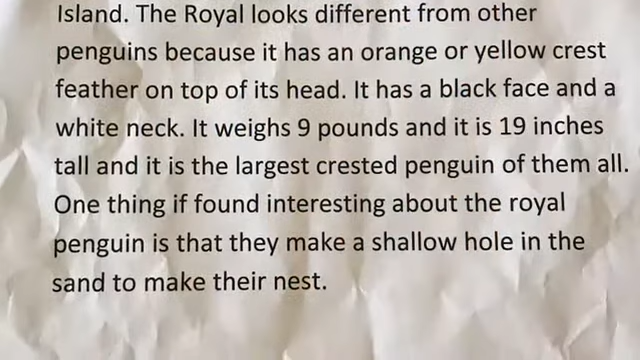 Island. The Royal looks different from other
penguins because it has an orange or yellow crest
feather on top of its head. It has a black face and a
white neck. It weighs 9 pounds and it is 19 inches
tall and it is the largest crested penguin of them all.
One thing if found interesting about the royal
penguin is that they make a shallow hole in the
sand to make their nest.